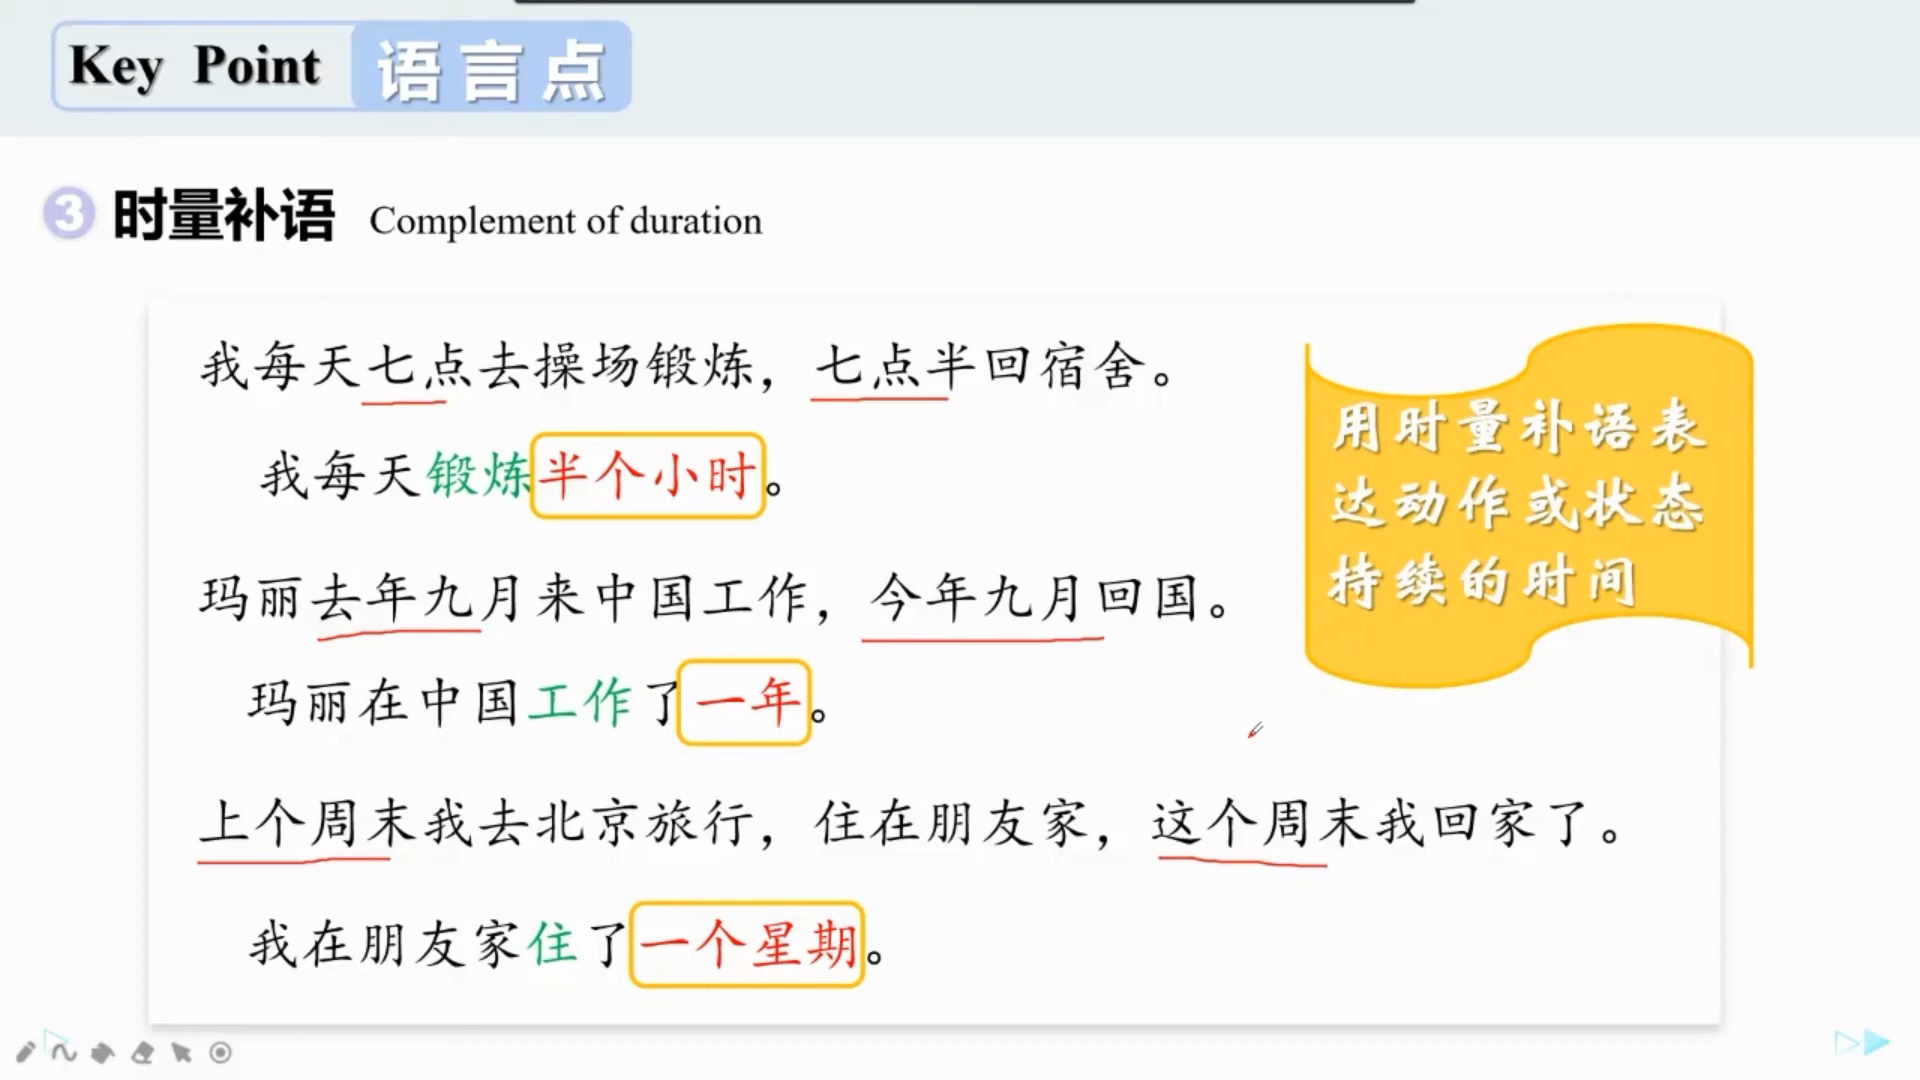 Key Point 语言点
3 时量补语 Complement of duration
我每天七点去操场锻炼，七点半回宿舍。
我每天锻炼半个小时。
玛丽去年九月来中国工作，今年九月回国。
玛丽在中国工作了一年。
上个周末我去北京旅行，住在朋友家，这个周末我回家了。
我在朋友家住了一个星期。
用时量补语表
达动作或状态
持续的时间